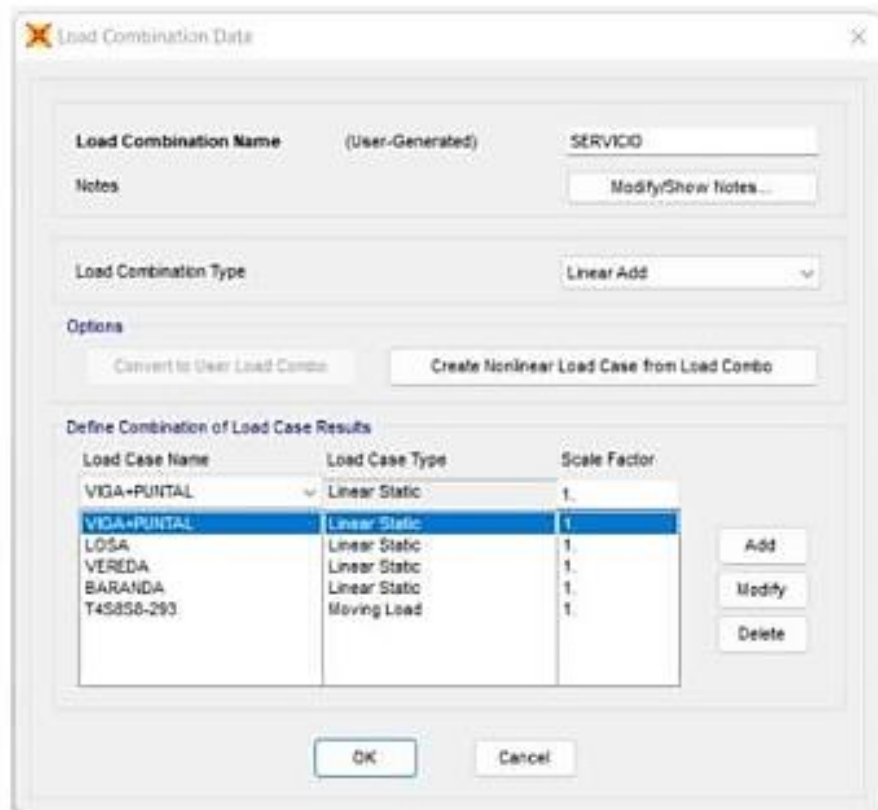 Load Combination Data
Load Combination Name (User-Generated) SERVICIO
Notes Modify/Show Notes...
Load Combination Type Linear Add
Options
Convert to User Load Combo Create Nonlinear Load Case from Load Combo
Define Combination of Load Case Results
Load Case Name Load Case Type Scale Factor
VIGA+PUNTAL Linear Static 1.
VIGA+PUNTAL Linear Static 1.
LOSA Linear Static 1.
VEREDA Linear Static 1.
BARANDA Linear Static 1.
T4S8S8-293 Moving Load 1.
Add
Modify
Delete
OK Cancel